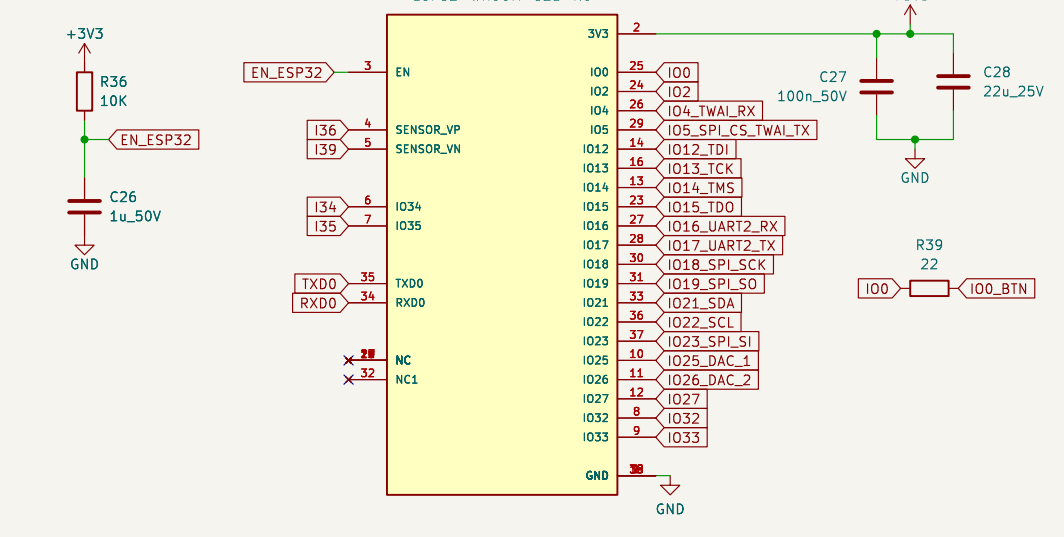 +3V3
R36
10K
EN_ESP32
C26
1u_50V
GND
EN_ESP32
3
EN
I36
4
SENSOR_VP
I39
5
SENSOR_VN
I34
6
IO34
I35
7
IO35
TXD0
35
TXD0
RXD0
34
RXD0
NC
32
NC1
3V3
2
IO0
25
IO0
IO2
24
IO2
IO4
26
IO4_TWAI_RX
IO5
29
IO5_SPI_CS_TWAI_TX
IO12
14
IO12_TDI
IO13
16
IO13_TCK
IO14
13
IO14_TMS
IO15
23
IO15_TDO
IO16
27
IO16_UART2_RX
IO17
28
IO17_UART2_TX
IO18
30
IO18_SPI_SCK
IO19
31
IO19_SPI_SO
IO21
33
IO21_SDA
IO22
36
IO22_SCL
IO23
37
IO23_SPI_SI
IO25
10
IO25_DAC_1
IO26
11
IO26_DAC_2
IO27
12
IO27
IO32
8
IO32
IO33
9
IO33
GND
GND
C27
100n_50V
C28
22u_25V
GND
R39
22
IO0
IO0_BTN